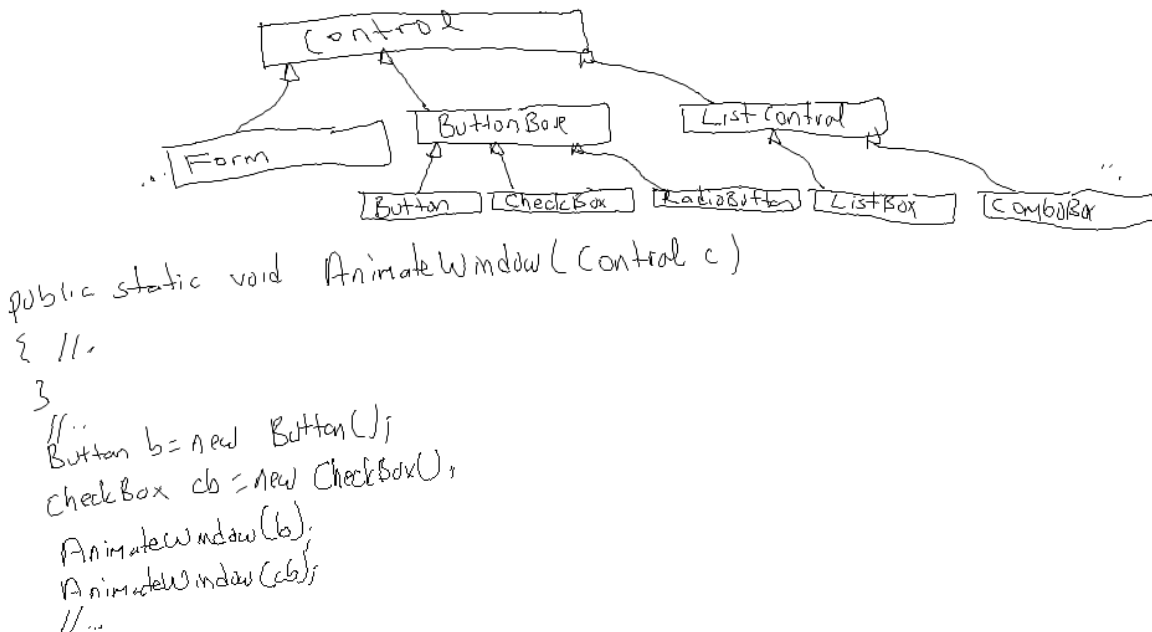 Control
Form
ButtonBase
ListControl
...
Button
CheckBox
RadioButton
ListBox
ComboBox
...
public static void AnimateWindow(Control c)
{ //.
}
//..
Button b=new Button();
CheckBox cb=new CheckBox();
AnimateWindow(b);
AnimateWindow(cb);
//...